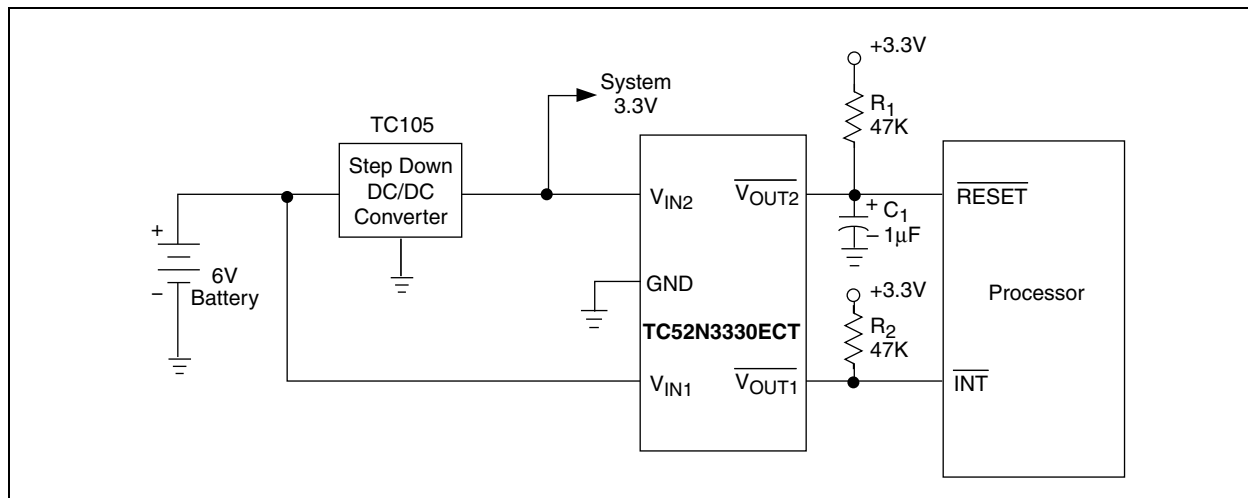 TC105
Step Down
DC/DC
Converter
+
–
6V
Battery
System
3.3V
VIN2
GND
TC52N3330ECT
VIN1
VOUT2
VOUT1
+3.3V
R1
47K
+
C1
– 1μF
+3.3V
R2
47K
RESET
Processor
INT